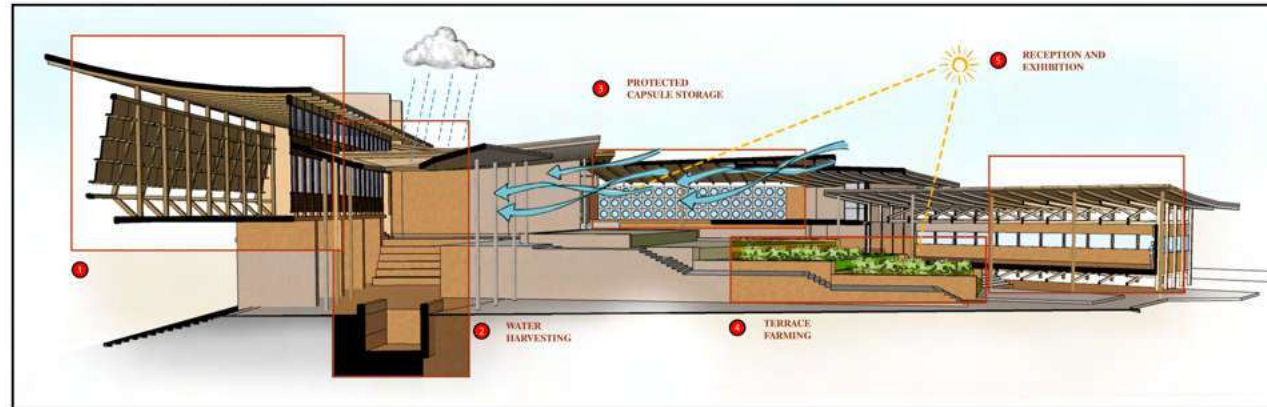 1
2
WATER
HARVESTING
3
PROTECTED
CAPSULE STORAGE
4
TERRACE
FARMING
5
RECEPTION AND
EXHIBITION